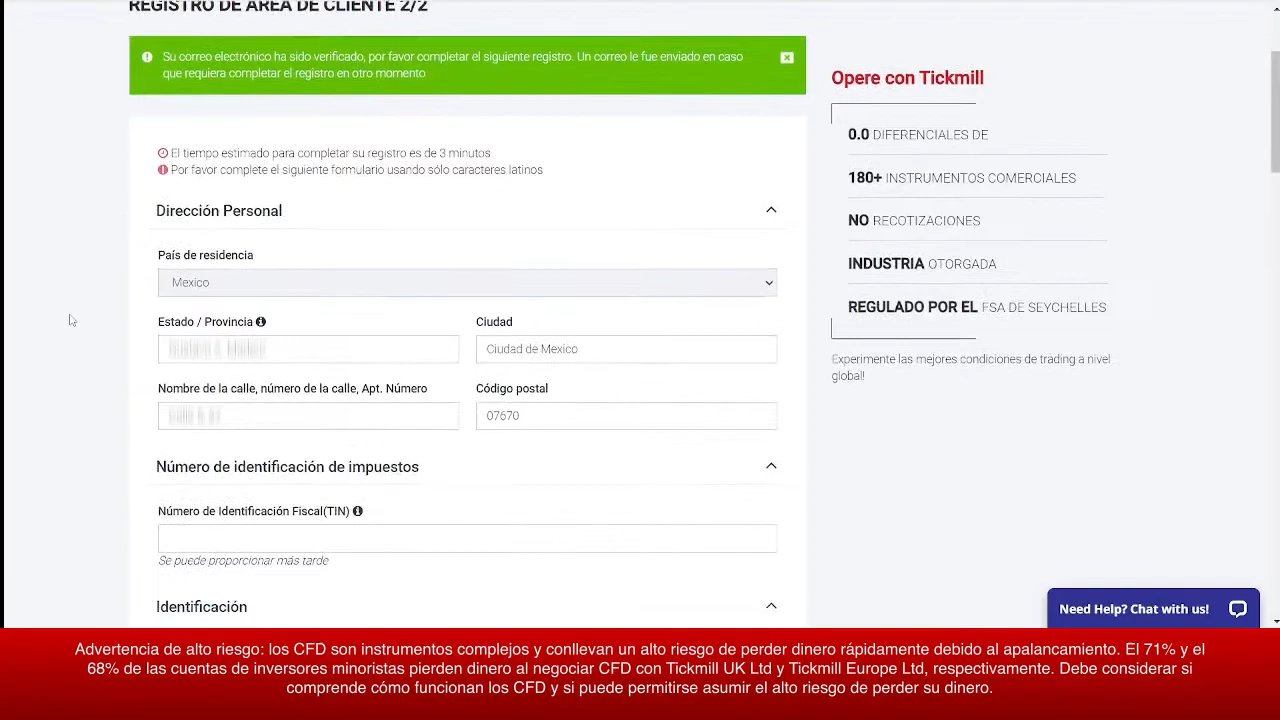 REGISTRO DE ÁREA DE CLIENTE 2/2
Su correo electrónico ha sido verificado, por favor completar el siguiente registro. Un correo le fue enviado en caso
que requiera completar el registro en otro momento
El tiempo estimado para completar su registro es de 3 minutos
Por favor complete el siguiente formulario usando sólo caracteres latinos
Dirección Personal
País de residencia
Mexico
Estado / Provincia
Ciudad
Ciudad de Mexico
Nombre de la calle, número de la calle, Apt. Número
Código postal
07670
Número de identificación de impuestos
Número de Identificación Fiscal(TIN)
Se puede proporcionar más tarde
Identificación
Opere con Tickmill
0.0 DIFERENCIALES DE
180+ INSTRUMENTOS COMERCIALES
NO RECOTIZACIONES
INDUSTRIA OTORGADA
REGULADO POR EL FSA DE SEYCHELLES
Experimente las mejores condiciones de trading a nivel
global!
Need Help? Chat with us!
Advertencia de alto riesgo: los CFD son instrumentos complejos y conllevan un alto riesgo de perder dinero rápidamente debido al apalancamiento. El 71% y el
68% de las cuentas de inversores minoristas pierden dinero al negociar CFD con Tickmill UK Ltd y Tickmill Europe Ltd, respectivamente. Debe considerar si
comprende cómo funcionan los CFD y si puede permitirse asumir el alto riesgo de perder su dinero.